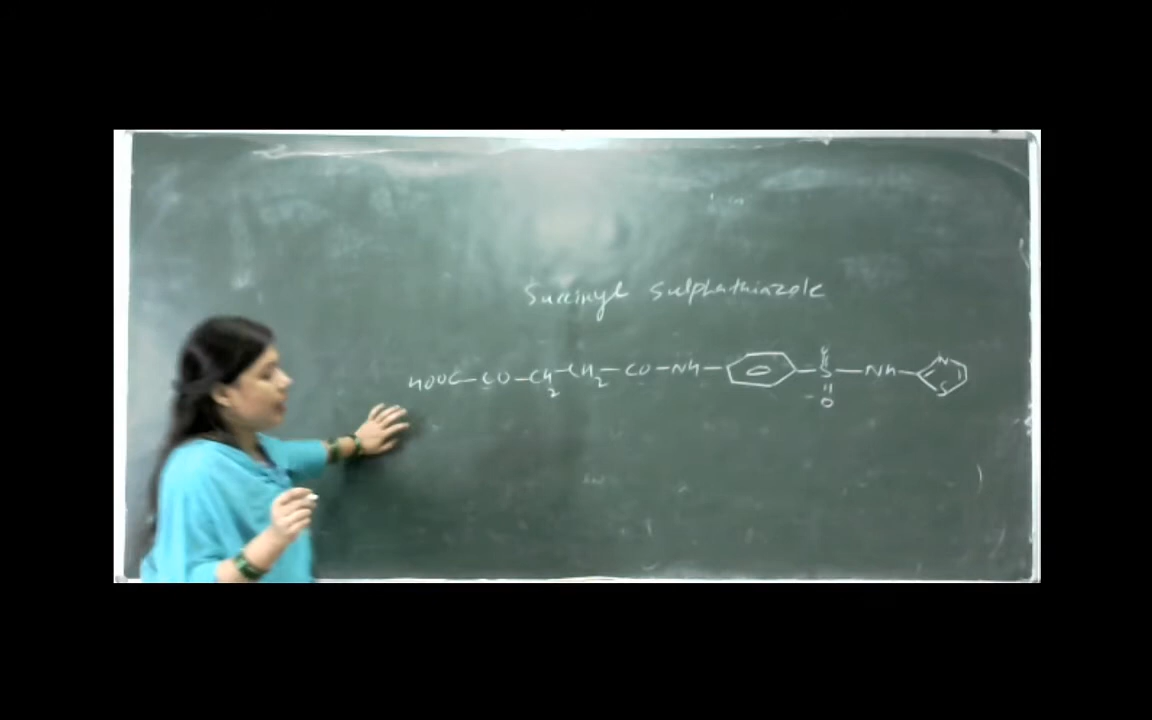 Succinyl Sulphathiazole
HOOC—CO—CH2—CH2—CO—NH— —S— NH—
O
O
N
S